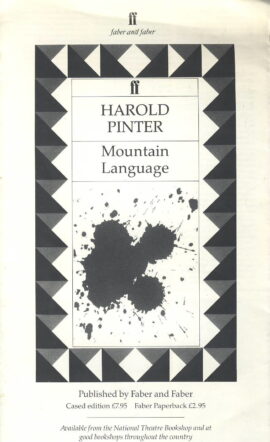 ff
faber and faber
ff
HAROLD
PINTER
Mountain
Language
Published by Faber and Faber
Cased edition £7.95 Faber Paperback £2.95
Available from the National Theatre Bookshop and at
good bookshops throughout the country